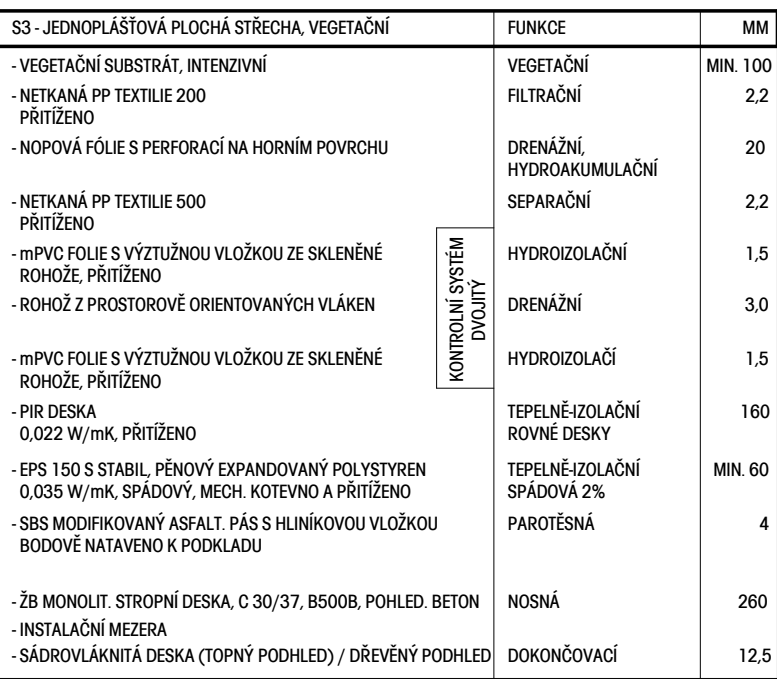 S3 - JEDNOPLÁŠŤOVÁ PLOCHÁ STŘECHA, VEGETAČNÍ FUNKCE MM
- VEGETAČNÍ SUBSTRÁT, INTENZIVNÍ VEGETAČNÍ MIN. 100
- NETKANÁ PP TEXTILIE 200 FILTRAČNÍ 2,2
PŘITÍŽENO
- NOPOVÁ FÓLIE S PERFORACÍ NA HORNÍM POVRCHU DRENÁŽNÍ, 20
HYDROAKUMULAČNÍ
- NETKANÁ PP TEXTILIE 500 SEPARAČNÍ 2,2
PŘITÍŽENO
- mPVC FOLIE S VÝZTUŽNOU VLOŽKOU ZE SKLENĚNÉ HYDROIZOLAČNÍ 1,5
ROHOŽE, PŘITÍŽENO
KONTROLNÍ SYSTÉM
DVOJITÝ
- ROHOŽ Z PROSTOROVĚ ORIENTOVANÝCH VLÁKEN DRENÁŽNÍ 3,0
- mPVC FOLIE S VÝZTUŽNOU VLOŽKOU ZE SKLENĚNÉ HYDROIZOLAČÍ 1,5
ROHOŽE, PŘITÍŽENO
- PIR DESKA TEPELNĚ-IZOLAČNÍ 160
0,022 W/mK, PŘITÍŽENO ROVNÉ DESKY
- EPS 150 S STABIL, PĚNOVÝ EXPANDOVANÝ POLYSTYREN TEPELNĚ-IZOLAČNÍ MIN. 60
0,035 W/mK, SPÁDOVÝ, MECH. KOTEVNO A PŘITÍŽENO SPÁDOVÁ 2%
- SBS MODIFIKOVANÝ ASFALT. PÁS S HLINÍKOVOU VLOŽKOU PAROTĚSNÁ 4
BODOVĚ NATAVENO K PODKLADU
- ŽB MONOLIT. STROPNÍ DESKA, C 30/37, B500B, POHLED. BETON NOSNÁ 260
- INSTALAČNÍ MEZERA
- SÁDROVLÁKNITÁ DESKA (TOPNÝ PODHLED) / DŘEVĚNÝ PODHLED DOKONČOVACÍ 12,5